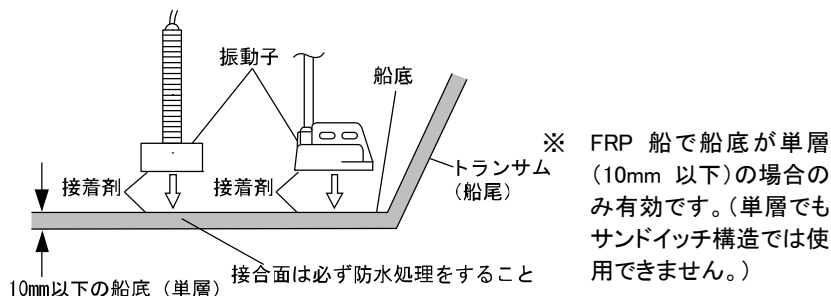 振動子
船底
接着剤
接着剤
トランサム
(船尾)
10mm以下の船底 (単層)
接合面は必ず防水処理をすること
※ FRP 船で船底が単層
(10mm 以下)の場合の
み有効です。(単層でも
サンドイッチ構造では使
用できません。)